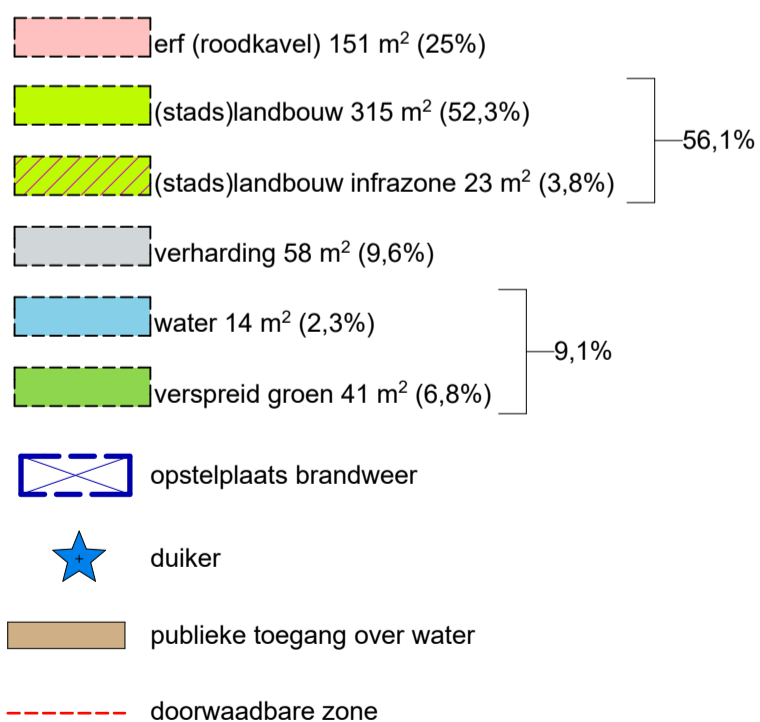 erf (roodkavel) 151 m² (25%)
(stads)landbouw 315 m² (52,3%)
56,1%
(stads)landbouw infrazone 23 m² (3,8%)
verharding 58 m² (9,6%)
water 14 m² (2,3%)
9,1%
verspreid groen 41 m² (6,8%)
opstelplaats brandweer
duiker
publieke toegang over water
doorwaadbare zone